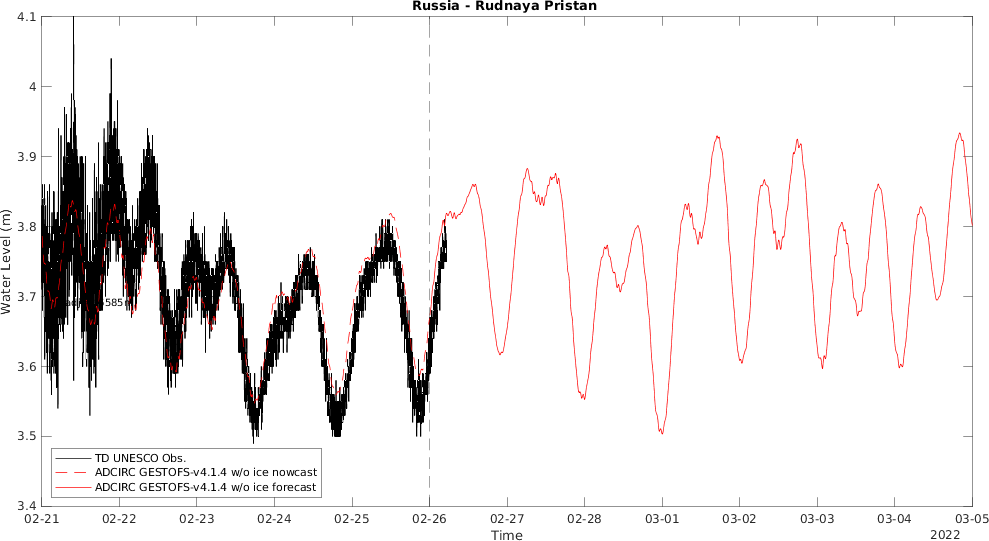 Russia - Rudnaya Pristan
4.1
4
3.9
3.8
3.7
3.6
3.5
3.4
Water Level (m)
TD UNESCO Obs.
ADCIRC GESTOFS-v4.1.4 w/o ice nowcast
ADCIRC GESTOFS-v4.1.4 w/o ice forecast
02-21 02-22 02-23 02-24 02-25 02-26 02-27 02-28 03-01 03-02 03-03 03-04 03-05
Time
2022